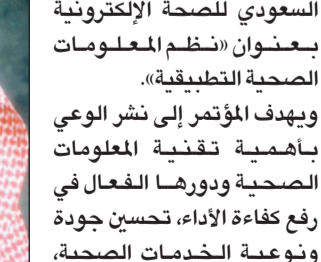 السعودي للصحة الإلكترونية
بعنوان «نظم المعلومات
الصحية التطبيقية».
ويهدف المؤتمر إلى نشر الوعي
بأهمية تقنية المعلومات
الصحية ودورها الفعال في
رفع كفاءة الأداء، تحسين جودة
ونوعية الخدمات الصحية،